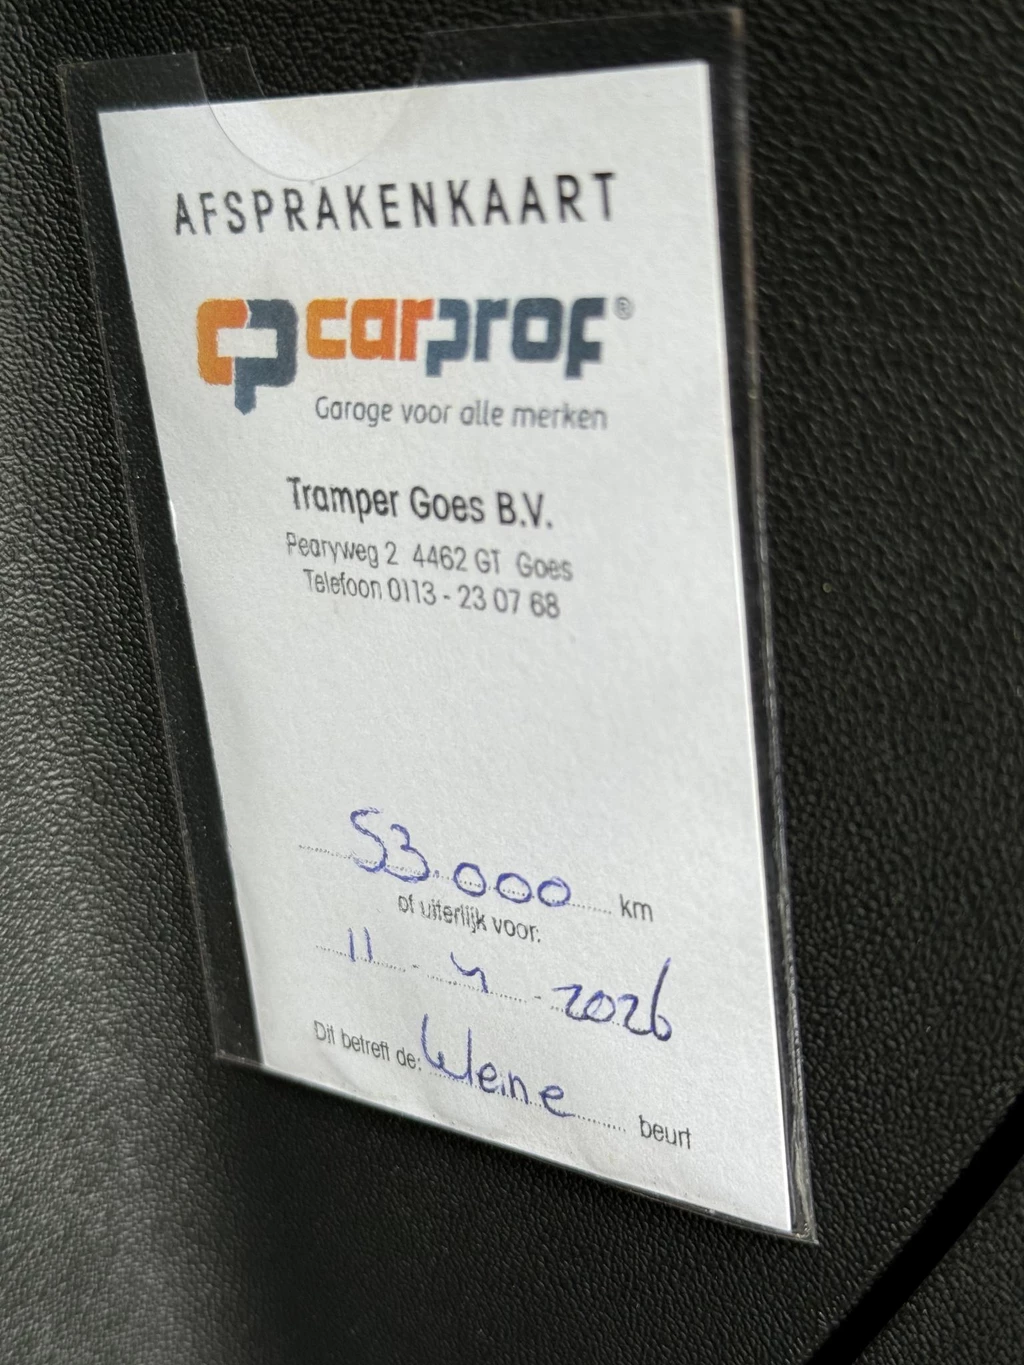 AFSPRAKENKAART
cp carprof®
Garage voor alle merken
Tramper Goes B.V.
Pearyweg 2 4462 GT Goes
Telefoon 0113 - 23 07 68
53.000 km
of uiterlijk voor:
11 - 4 - 2026
Dit betreft de: Kleine beurt